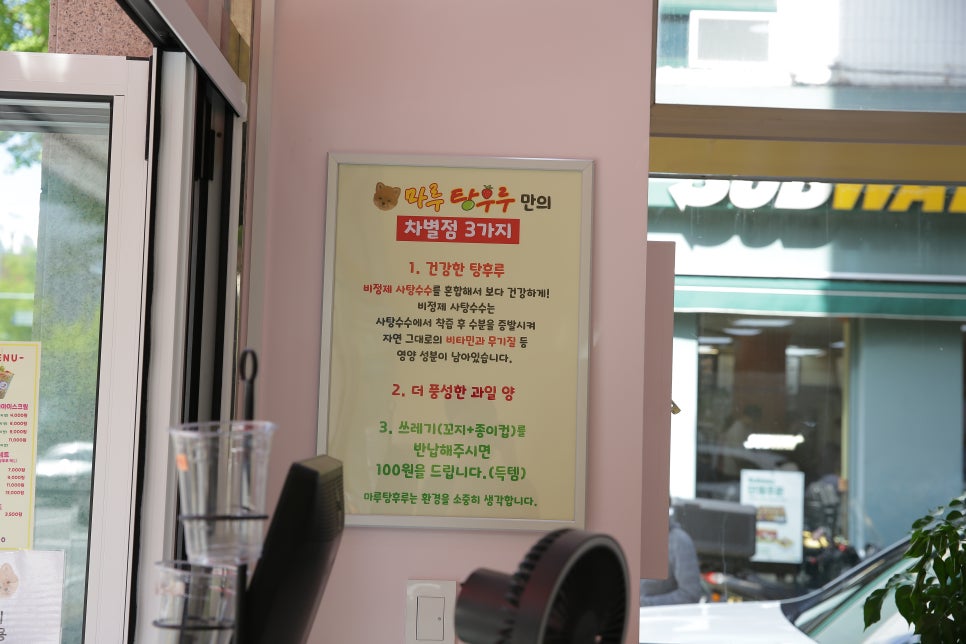 마루 탕후루 만의
차별점 3가지
1. 건강한 탕후루
비정제 사탕수수를 혼합해서 보다 건강하게!
비정제 사탕수수는
사탕수수에서 착즙 후 수분을 증발시켜
자연 그대로의 비타민과 무기질 등
영양 성분이 남아있습니다.
2. 더 풍성한 과일 양
3. 쓰레기(꼬지+종이컵)를
반납해주시면
100원을 드립니다.(득템)
마루탕후루는 환경을 소중히 생각합니다.
SUBWA
ENU-